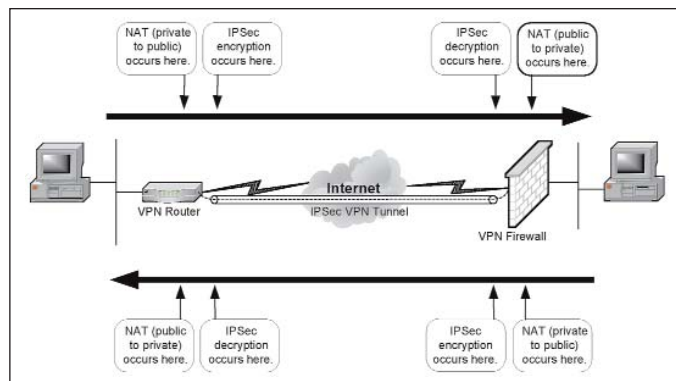 NAT (private
to public)
occurs here.
IPSec
encryption
occurs here.
IPSec
decryption
occurs here.
NAT (public
to private)
occurs here.
Internet
VPN Router
IPSec VPN Tunnel
VPN Firewall
NAT (public
to private)
occurs here.
IPSec
decryption
occurs here.
IPSec
encryption
occurs here.
NAT (private
to public)
occurs here.